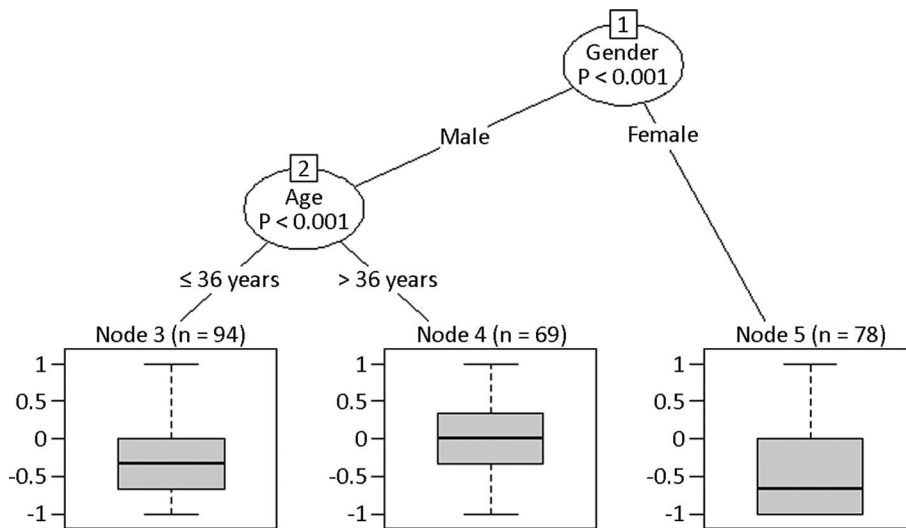 1
Gender
P < 0.001
Male
Female
2
Age
P < 0.001
≤ 36 years
> 36 years
Node 3 (n = 94)
Node 4 (n = 69)
Node 5 (n = 78)
1
0.5
0
-0.5
-1
1
0.5
0
-0.5
-1
1
0.5
0
-0.5
-1